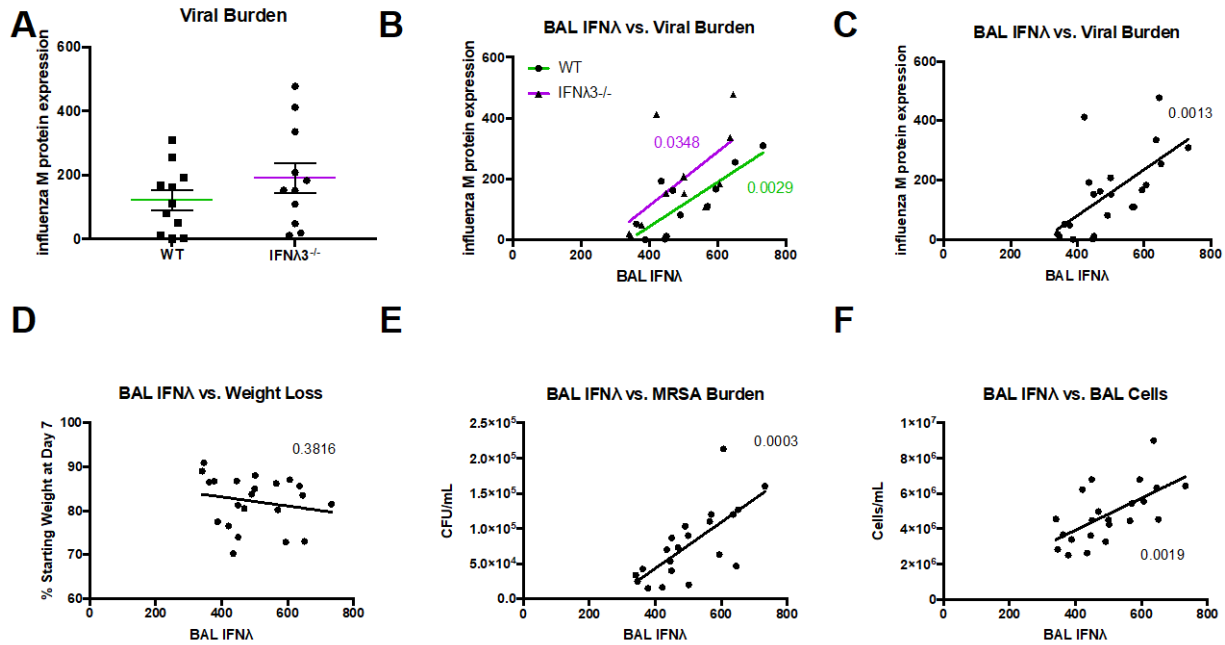 A
Viral Burden
influenza M protein expression
600
400
200
0
WT
IFNλ3⁻/⁻
B
BAL IFNλ vs. Viral Burden
influenza M protein expression
600
400
200
0
WT
IFNλ3-/-
0.0348
0.0029
0
200
400
600
800
BAL IFNλ
C
BAL IFNλ vs. Viral Burden
influenza M protein expression
600
400
200
0
0.0013
0
200
400
600
800
BAL IFNλ
D
BAL IFNλ vs. Weight Loss
% Starting Weight at Day 7
100
90
80
70
60
0.3816
0
200
400
600
800
BAL IFNλ
E
BAL IFNλ vs. MRSA Burden
CFU/mL
2.5×10⁵
2.0×10⁵
1.5×10⁵
1.0×10⁵
5.0×10⁴
0
0.0003
0
200
400
600
800
BAL IFNλ
F
BAL IFNλ vs. BAL Cells
Cells/mL
1×10⁷
8×10⁶
6×10⁶
4×10⁶
2×10⁶
0
0.0019
0
200
400
600
800
BAL IFNλ